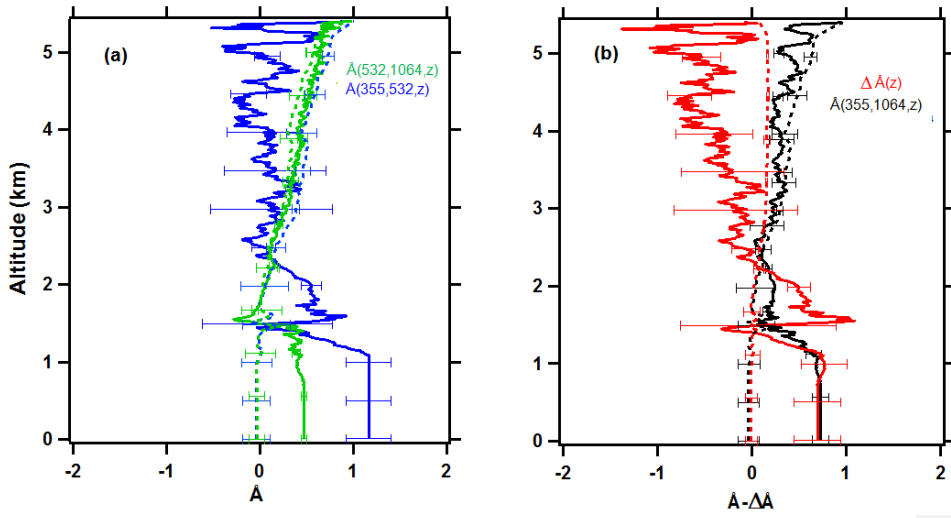 (a)
Å(532,1064,z)
Å(355,532,z)
Altitude (km)
5
4
3
2
1
0
-2
-1
0
1
2
Å
(b)
ΔÅ(z)
Å(355,1064,z)
5
4
3
2
1
0
-2
-1
0
1
2
Å-ΔÅ